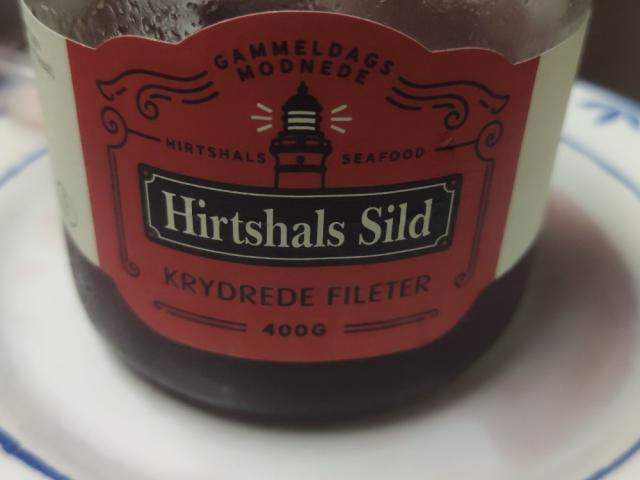 GAMMELDAGS
MODNEDE
HIRTSHALS SEAFOOD
Hirtshals Sild
KRYDREDE FILETER
400G